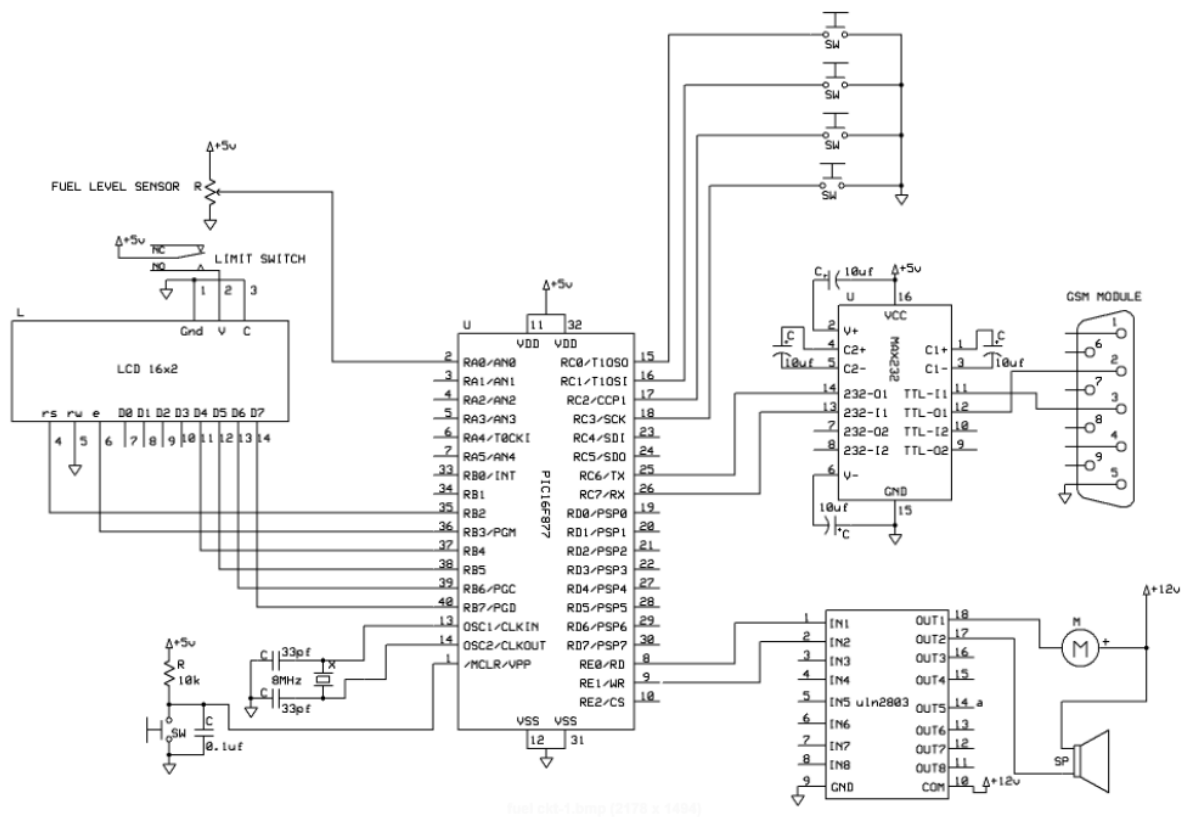 SW
SW
SW
SW
+5v
FUEL LEVEL SENSOR R
+5v
NC
NO
LIMIT SWITCH
1 2 3
L
Gnd V C
LCD 16x2
rs rw e D0 D1 D2 D3 D4 D5 D6 D7
4 5 6 7 8 9 10 11 12 13 14
+5v
U
11 32
VDD VDD
2 RA0/AN0
3 RA1/AN1
4 RA2/AN2
5 RA3/AN3
6 RA4/T0CKI
7 RA5/AN4
33 RB0/INT
34 RB1
35 RB2
36 RB3/PGM
37 RB4
38 RB5
39 RB6/PGC
40 RB7/PGD
13 OSC1/CLKIN
14 OSC2/CLKOUT
1 /MCLR/VPP
PIC16F877
RC0/T1OSO 15
RC1/T1OSI 16
RC2/CCP1 17
RC3/SCK 18
RC4/SDI 23
RC5/SDO 24
RC6/TX 25
RC7/RX 26
RD0/PSP0 19
RD1/PSP1 20
RD2/PSP2 21
RD3/PSP3 22
RD4/PSP4 27
RD5/PSP5 28
RD6/PSP6 29
RD7/PSP7 30
RE0/RD 8
RE1/WR 9
RE2/CS 10
VSS VSS
12 31
+5v
R
10k
SW
C
0.1uf
C 33pf
8MHz
X
C
33pf
C 10uf
+5v
U
16
VCC
MAX232
2 V+
4 C2+
5 C2-
14 232-O1
13 232-I1
7 232-O2
8 232-I2
6 V-
C
10uf
C1+ 1
C1- 3
TTL-I1 11
TTL-O1 12
TTL-I2 10
TTL-O2 9
C
10uf
GND
15
10uf
+C
GSM MODULE
1
6
2
7
3
8
4
9
5
+12v
1 IN1
2 IN2
3 IN3
4 IN4
5 IN5
6 IN6
7 IN7
8 IN8
9 GND
uln2803
OUT1 18
OUT2 17
OUT3 16
OUT4 15
OUT5 14 a
OUT6 13
OUT7 12
OUT8 11
COM 10
+12v
M
M +
SP